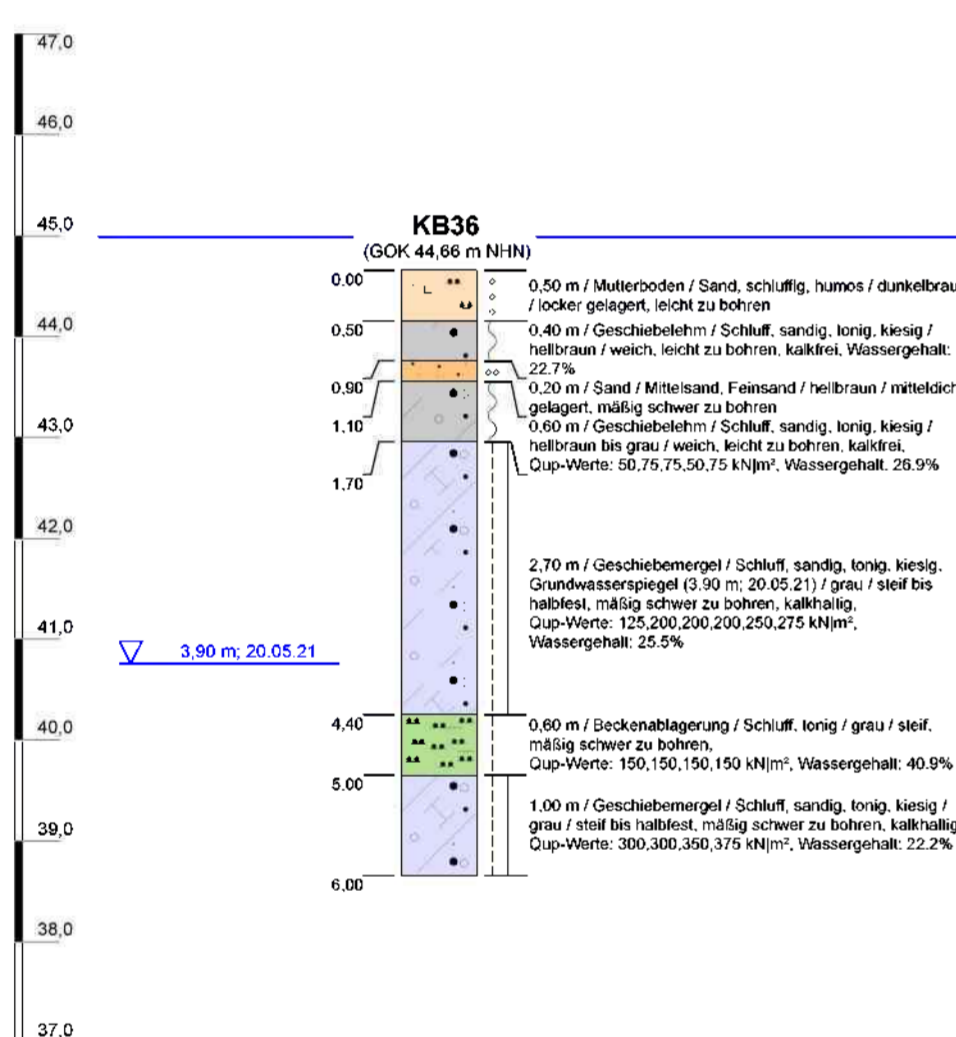 47,0
46,0
45,0
KB36
(GOK 44,66 m NHN)
0.00
0,50 m / Mutterboden / Sand, schluffig, humos / dunkelbrau
/ locker gelagert, leicht zu bohren
44,0
0,50
0,40 m / Geschiebelehm / Schluff, sandig, tonig, kiesig /
hellbraun / weich, leicht zu bohren, kalkfrei, Wassergehalt:
22.7%
0,90
0,20 m / Sand / Mittelsand, Feinsand / hellbraun / mitteldich
gelagert, mäßig schwer zu bohren
43,0
1,10
0,60 m / Geschiebelehm / Schluff, sandig, tonig, kiesig /
hellbraun bis grau / weich, leicht zu bohren, kalkfrei,
Qup-Werte: 50,75,75,50,75 kN|m², Wassergehalt: 26.9%
1,70
42,0
2,70 m / Geschiebemergel / Schluff, sandig, tonig, kiesig,
Grundwasserspiegel (3,90 m; 20.05.21) / grau / steif bis
halbfest, mäßig schwer zu bohren, kalkhaltig,
Qup-Werte: 125,200,200,200,250,275 kN|m²,
Wassergehalt: 25.5%
41,0
3,90 m; 20.05.21
40,0
4,40
0,60 m / Beckenablagerung / Schluff, tonig / grau / steif,
mäßig schwer zu bohren,
Qup-Werte: 150,150,150,150 kN|m², Wassergehalt: 40.9%
5,00
1,00 m / Geschiebemergel / Schluff, sandig, tonig, kiesig /
grau / steif bis halbfest, mäßig schwer zu bohren, kalkhaltig
Qup-Werte: 300,300,350,375 kN|m², Wassergehalt: 22.2%
39,0
6,00
38,0
37,0